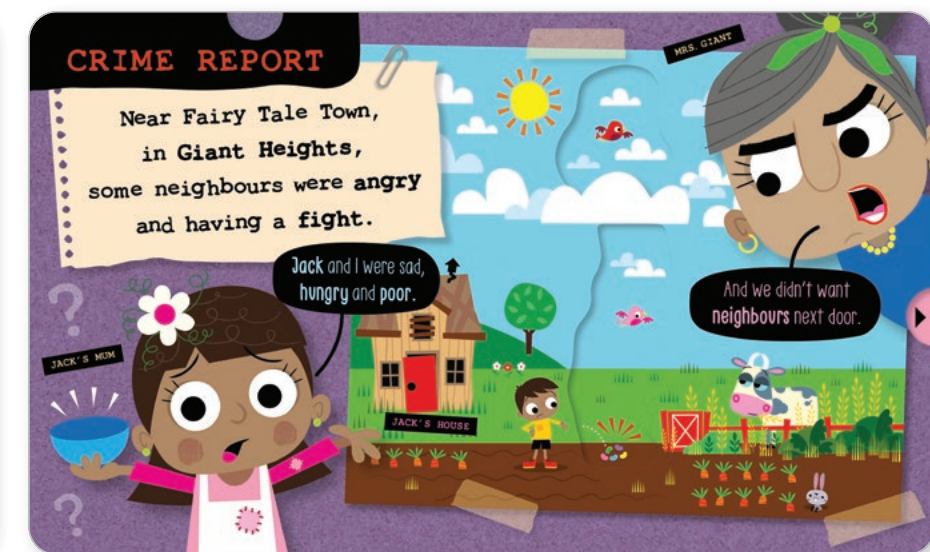 CRIME REPORT
Near Fairy Tale Town,
in Giant Heights,
some neighbours were angry
and having a fight.
MRS. GIANT
Jack and I were sad,
hungry and poor.
And we didn't want
neighbours next door.
JACK'S MUM
JACK'S HOUSE
?
?